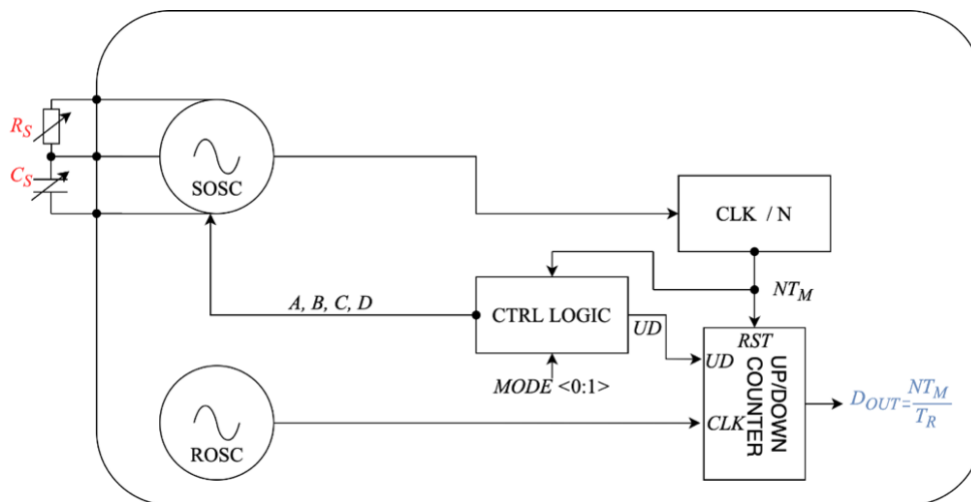 R_S
C_S
SOSC
CLK / N
NT_M
A, B, C, D
CTRL LOGIC
UD
MODE <0:1>
RST
UD
CLK
UP/DOWN
COUNTER
D_OUT=NT_M/T_R
ROSC